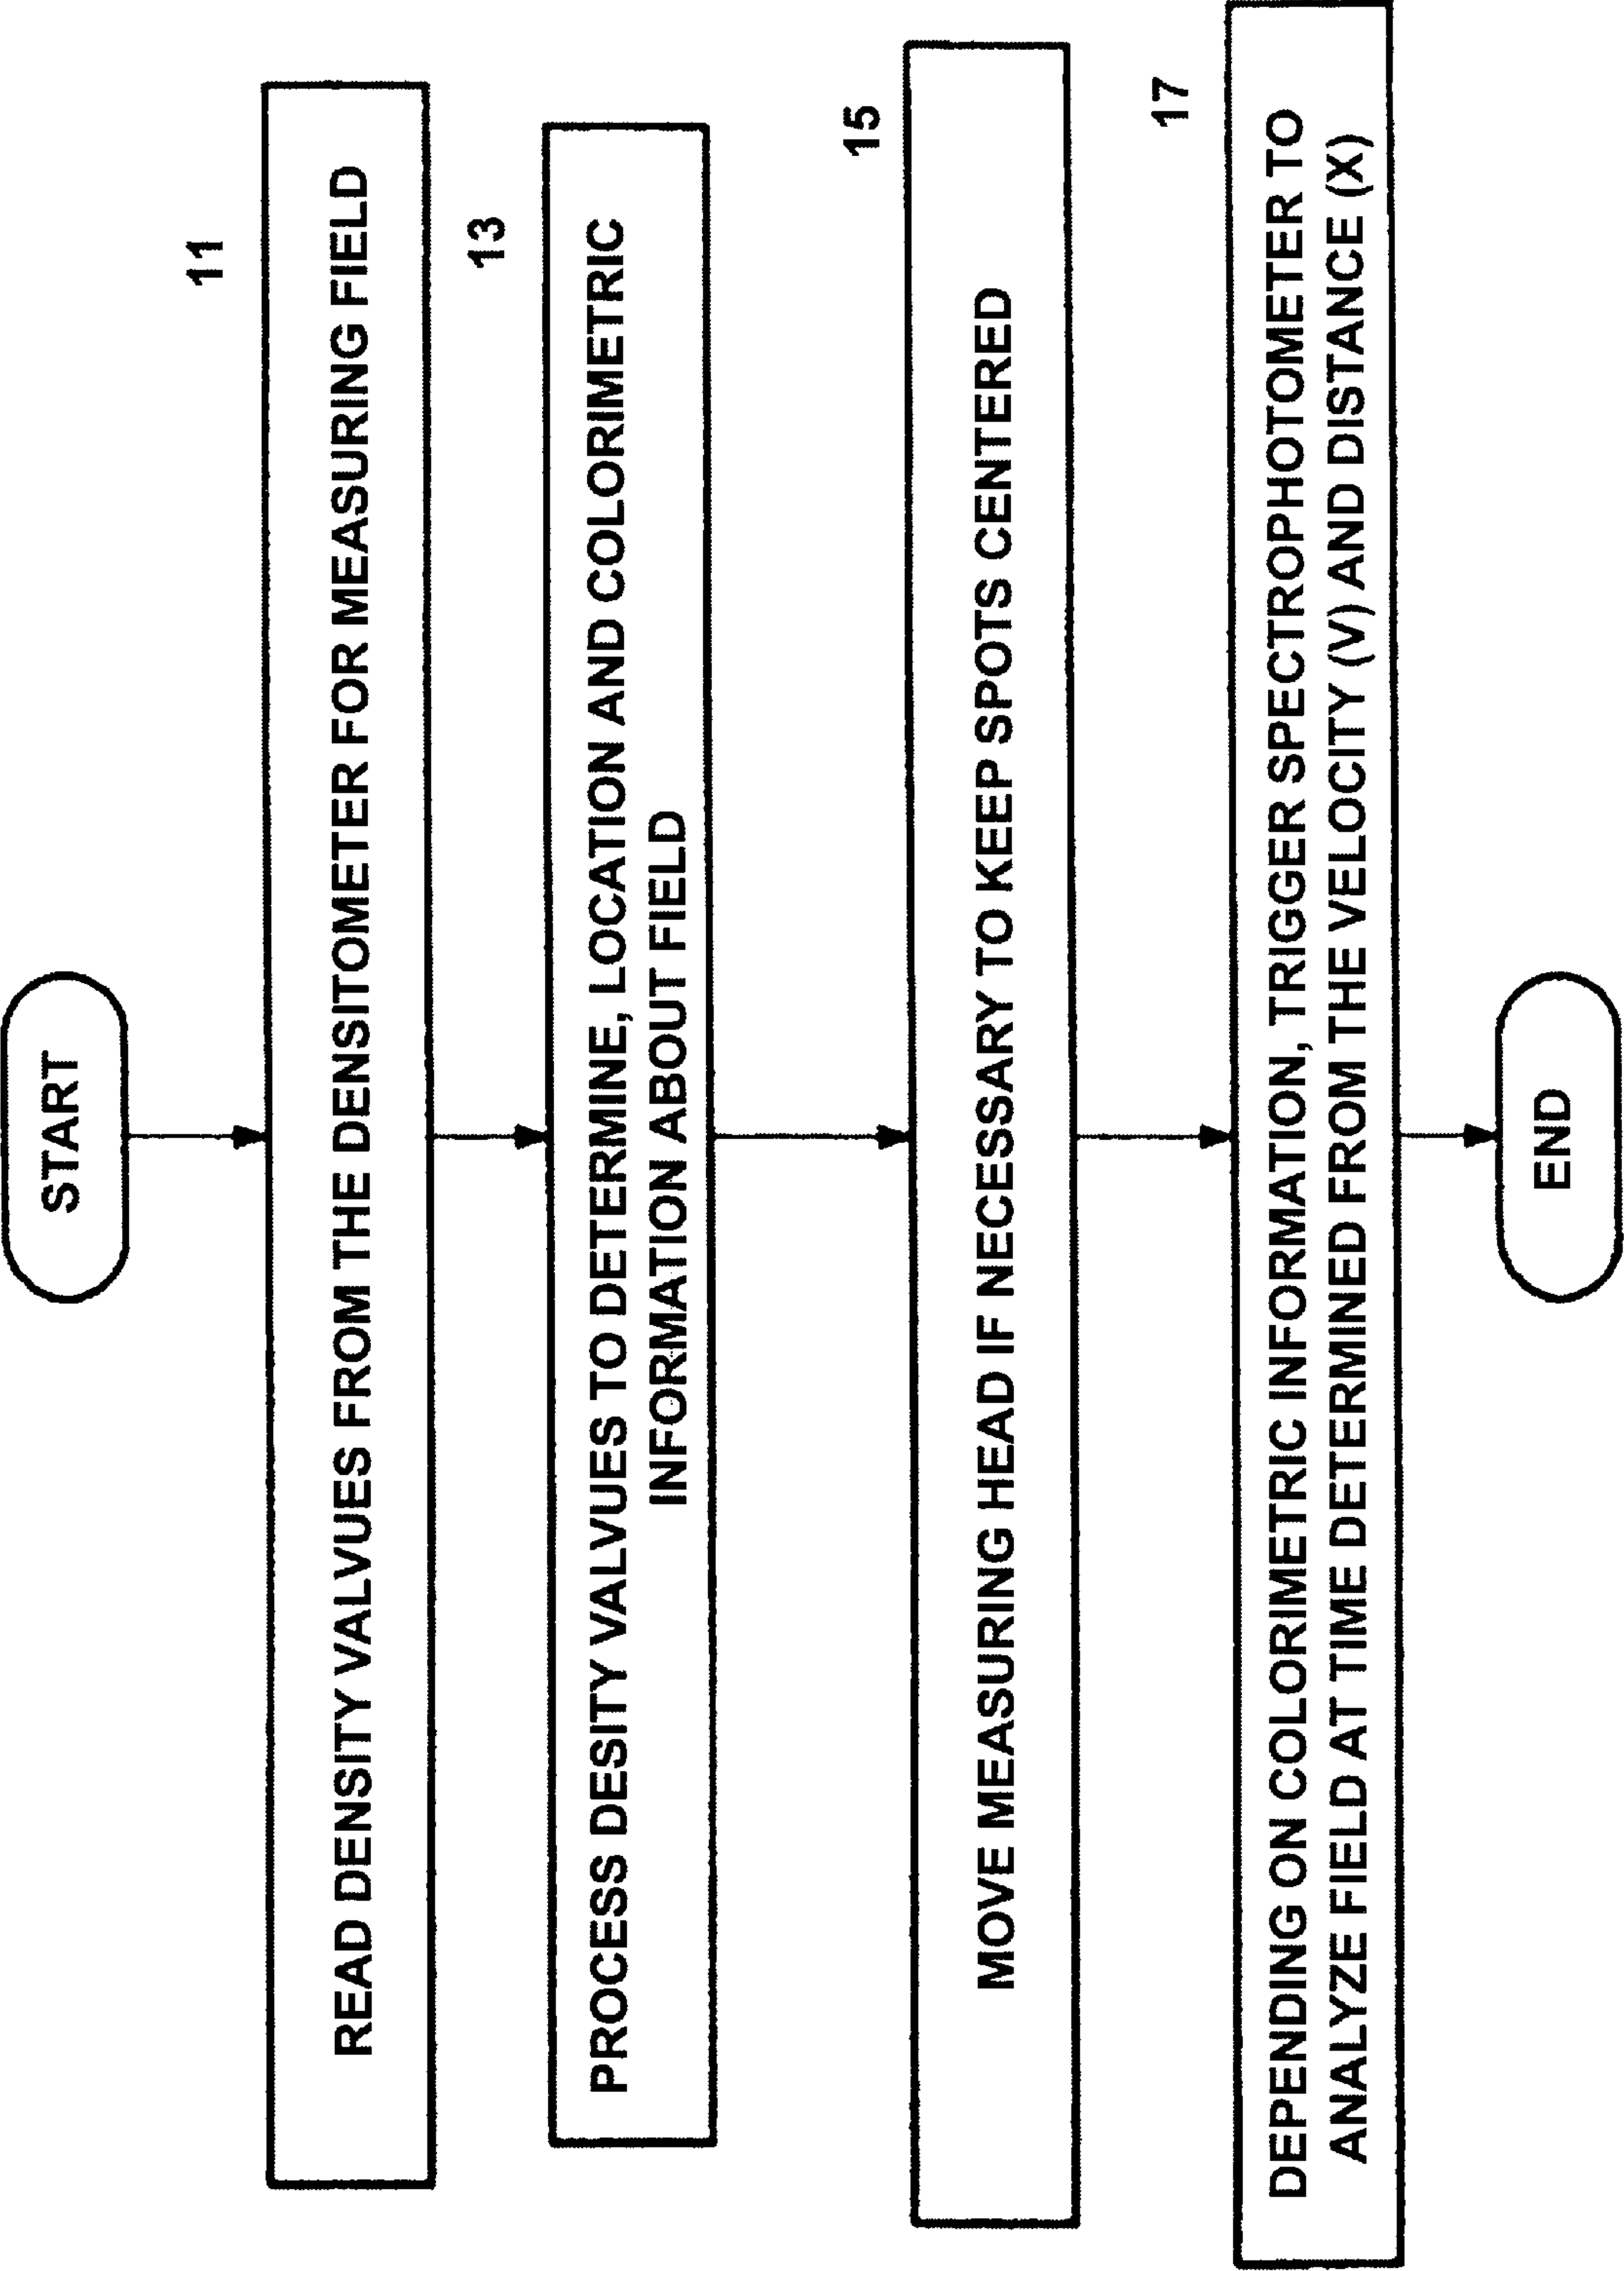 START
11
READ DENSITY VALVUES FROM THE DENSITOMETER FOR MEASURING FIELD
13
PROCESS DESITY VALVUES TO DETERMINE, LOCATION AND COLORIMETRIC
INFORMATION ABOUT FIELD
15
MOVE MEASURING HEAD IF NECESSARY TO KEEP SPOTS CENTERED
17
DEPENDING ON COLORIMETRIC INFORMATION, TRIGGER SPECTROPHOTOMETER TO
ANALYZE FIELD AT TIME DETERMINED FROM THE VELOCITY (V) AND DISTANCE (X)
END